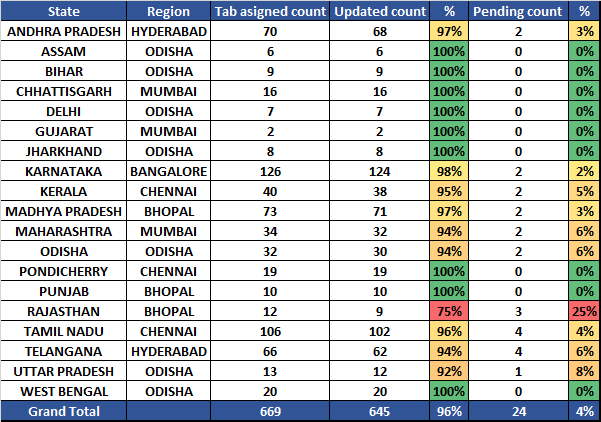 State Region Tab asigned count Updated count % Pending count %
ANDHRA PRADESH HYDERABAD 70 68 97% 2 3%
ASSAM ODISHA 6 6 100% 0 0%
BIHAR ODISHA 9 9 100% 0 0%
CHHATTISGARH MUMBAI 16 16 100% 0 0%
DELHI ODISHA 7 7 100% 0 0%
GUJARAT MUMBAI 2 2 100% 0 0%
JHARKHAND ODISHA 8 8 100% 0 0%
KARNATAKA BANGALORE 126 124 98% 2 2%
KERALA CHENNAI 40 38 95% 2 5%
MADHYA PRADESH BHOPAL 73 71 97% 2 3%
MAHARASHTRA MUMBAI 34 32 94% 2 6%
ODISHA ODISHA 32 30 94% 2 6%
PONDICHERRY CHENNAI 19 19 100% 0 0%
PUNJAB BHOPAL 10 10 100% 0 0%
RAJASTHAN BHOPAL 12 9 75% 3 25%
TAMIL NADU CHENNAI 106 102 96% 4 4%
TELANGANA HYDERABAD 66 62 94% 4 6%
UTTAR PRADESH ODISHA 13 12 92% 1 8%
WEST BENGAL ODISHA 20 20 100% 0 0%
Grand Total 669 645 96% 24 4%